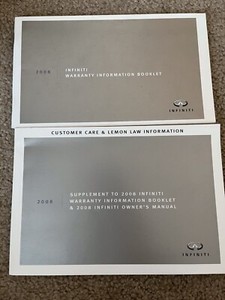 2008
INFINITI
WARRANTY INFORMATION BOOKLET
INFINITI
CUSTOMER CARE & LEMON LAW INFORMATION
2008
SUPPLEMENT TO 2008 INFINITI
WARRANTY INFORMATION BOOKLET
& 2008 INFINITI OWNER'S MANUAL
INFINITI